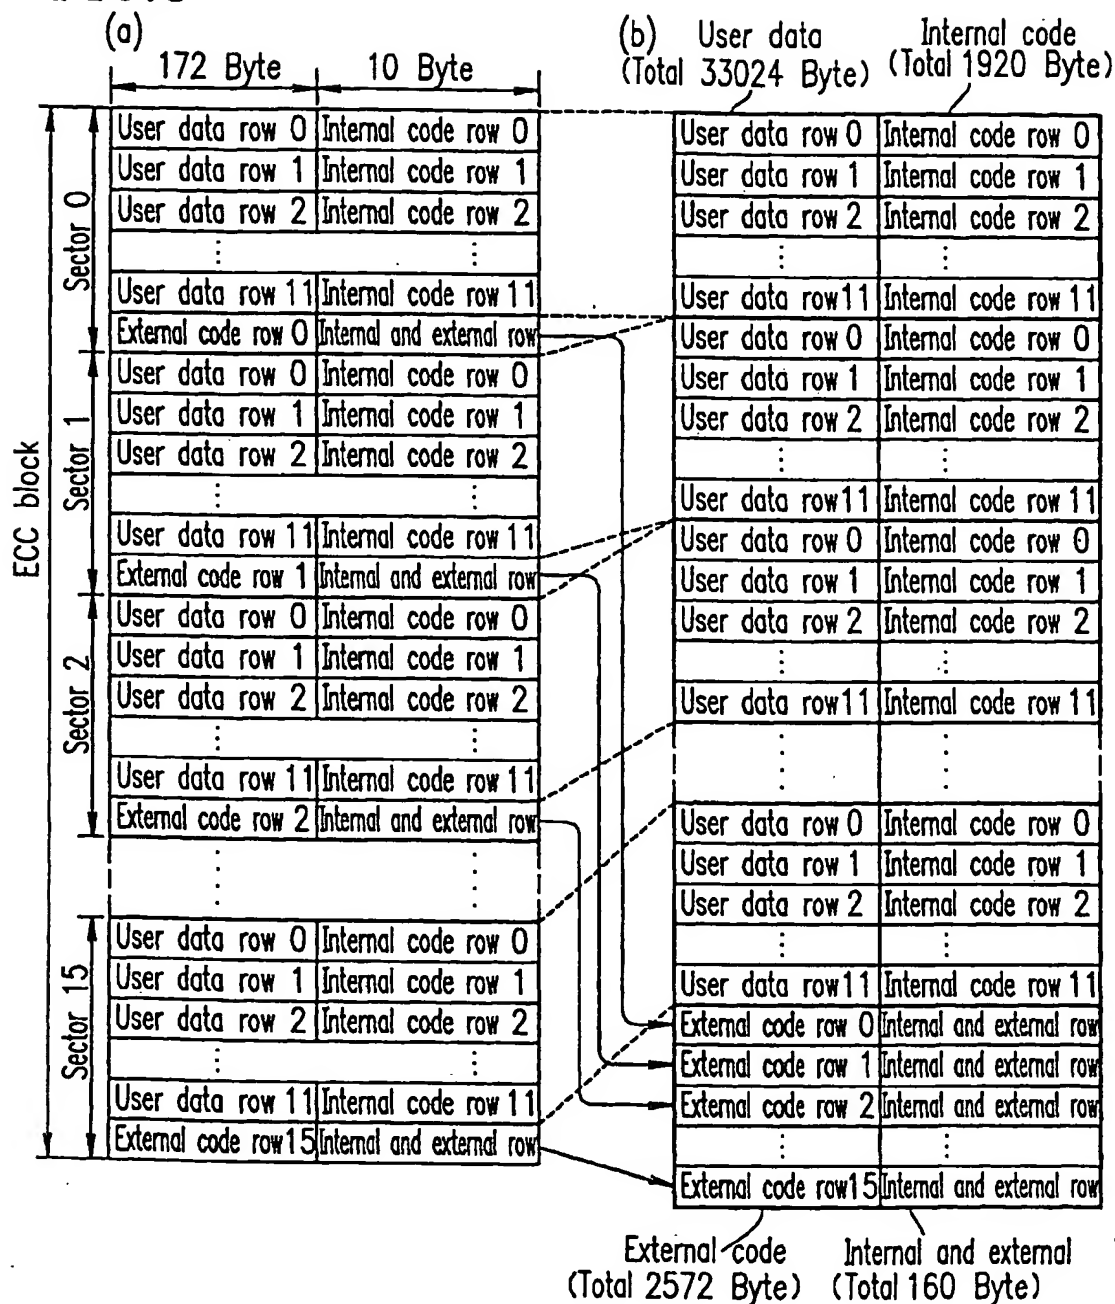 (a)
172 Byte
10 Byte
ECC block
Sector 0
User data row 0 Internal code row 0
User data row 1 Internal code row 1
User data row 2 Internal code row 2
User data row 11 Internal code row 11
External code row 0 Internal and external row
Sector 1
User data row 0 Internal code row 0
User data row 1 Internal code row 1
User data row 2 Internal code row 2
User data row 11 Internal code row 11
External code row 1 Internal and external row
Sector 2
User data row 0 Internal code row 0
User data row 1 Internal code row 1
User data row 2 Internal code row 2
User data row 11 Internal code row 11
External code row 2 Internal and external row
Sector 15
User data row 0 Internal code row 0
User data row 1 Internal code row 1
User data row 2 Internal code row 2
User data row 11 Internal code row 11
External code row15 Internal and external row
(b)
User data
(Total 33024 Byte)
Internal code
(Total 1920 Byte)
User data row 0 Internal code row 0
User data row 1 Internal code row 1
User data row 2 Internal code row 2
User data row11 Internal code row 11
User data row 0 Internal code row 0
User data row 1 Internal code row 1
User data row 2 Internal code row 2
User data row11 Internal code row 11
User data row 0 Internal code row 0
User data row 1 Internal code row 1
User data row 2 Internal code row 2
User data row11 Internal code row 11
User data row 0 Internal code row 0
User data row 1 Internal code row 1
User data row 2 Internal code row 2
User data row11 Internal code row 11
External code row 0 Internal and external row
External code row 1 Internal and external row
External code row 2 Internal and external row
External code row15 Internal and external row
External code
(Total 2572 Byte)
Internal and external
(Total 160 Byte)